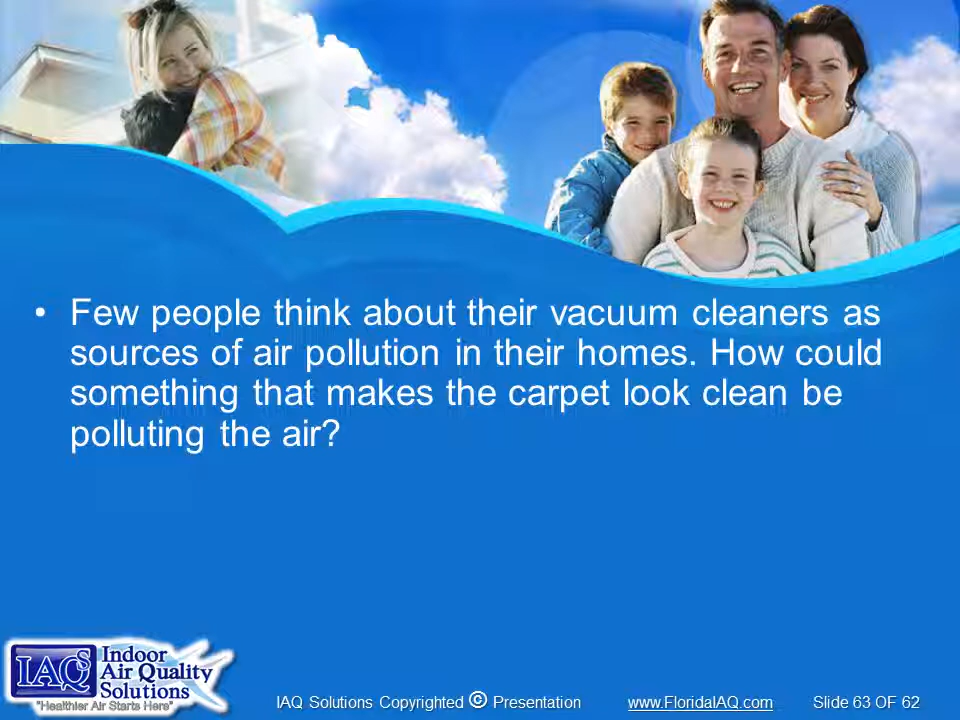 • Few people think about their vacuum cleaners as
sources of air pollution in their homes. How could
something that makes the carpet look clean be
polluting the air?
IAQS Indoor
Air Quality
Solutions
"Healthier Air Starts Here"
IAQ Solutions Copyrighted © Presentation www.FloridaIAQ.com Slide 63 OF 62